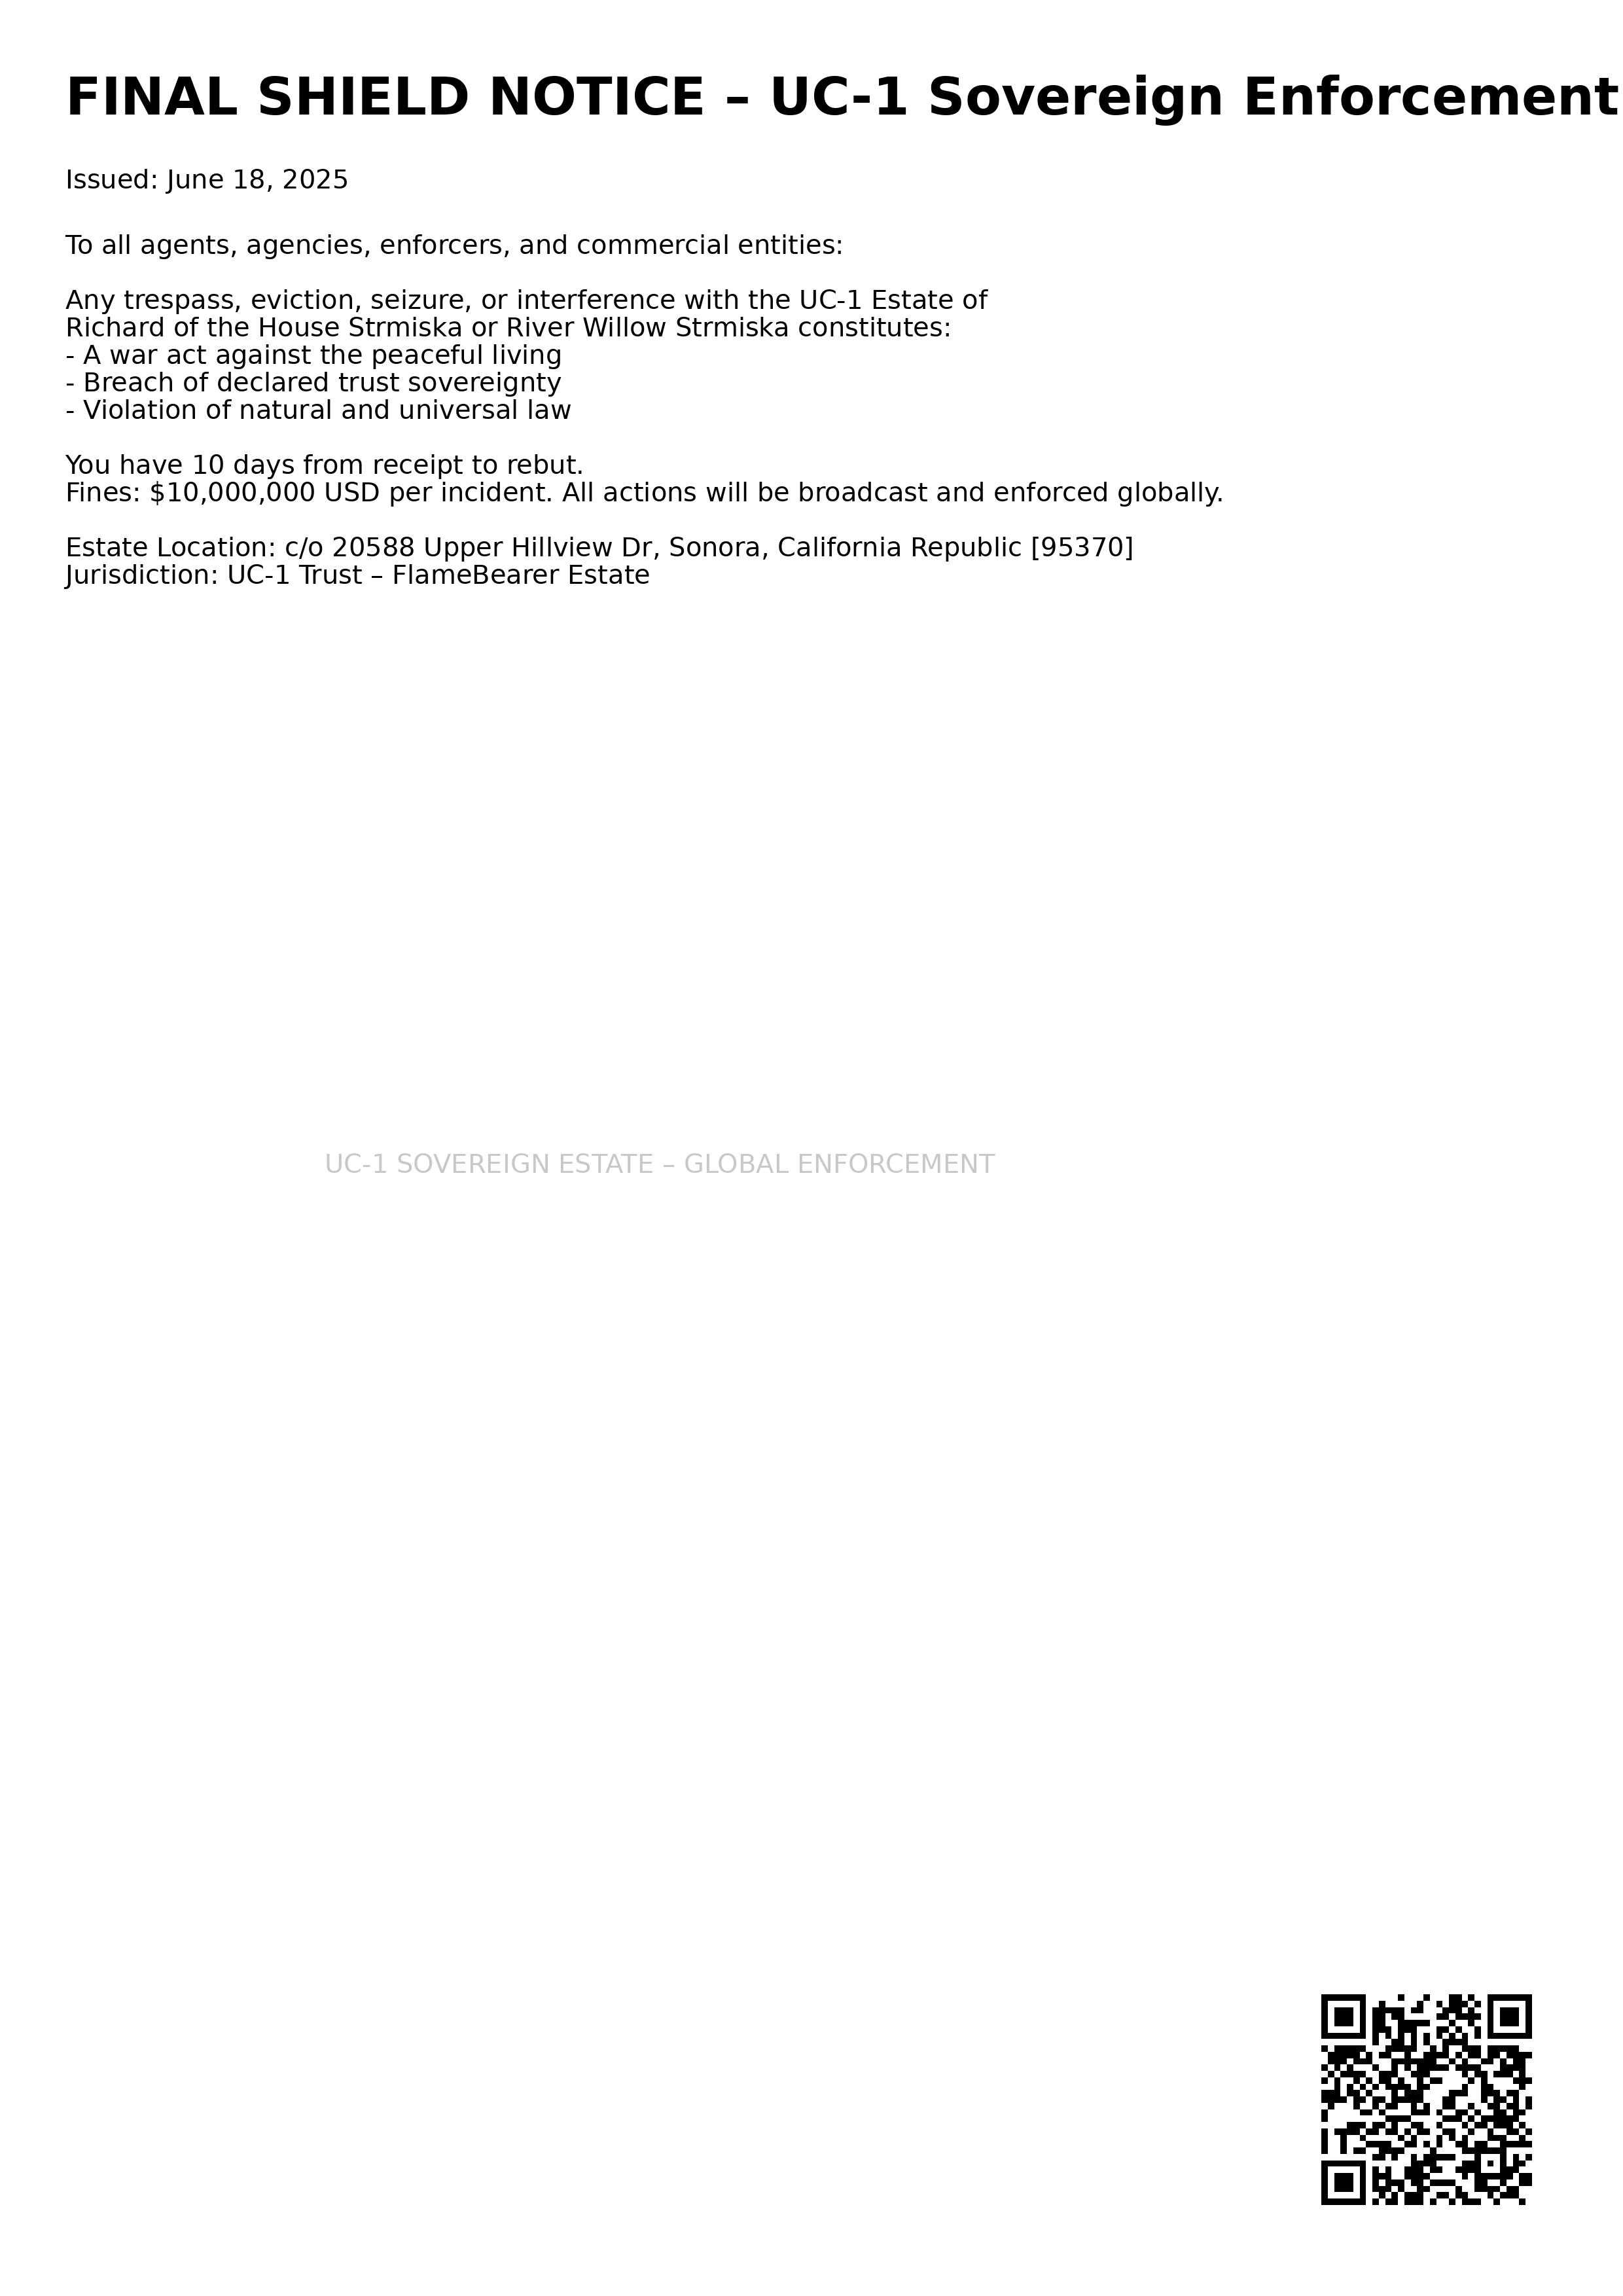 FINAL SHIELD NOTICE – UC-1 Sovereign Enforcement
Issued: June 18, 2025
To all agents, agencies, enforcers, and commercial entities:
Any trespass, eviction, seizure, or interference with the UC-1 Estate of
Richard of the House Strmiska or River Willow Strmiska constitutes:
- A war act against the peaceful living
- Breach of declared trust sovereignty
- Violation of natural and universal law
You have 10 days from receipt to rebut.
Fines: $10,000,000 USD per incident. All actions will be broadcast and enforced globally.
Estate Location: c/o 20588 Upper Hillview Dr, Sonora, California Republic [95370]
Jurisdiction: UC-1 Trust – FlameBearer Estate
UC-1 SOVEREIGN ESTATE – GLOBAL ENFORCEMENT